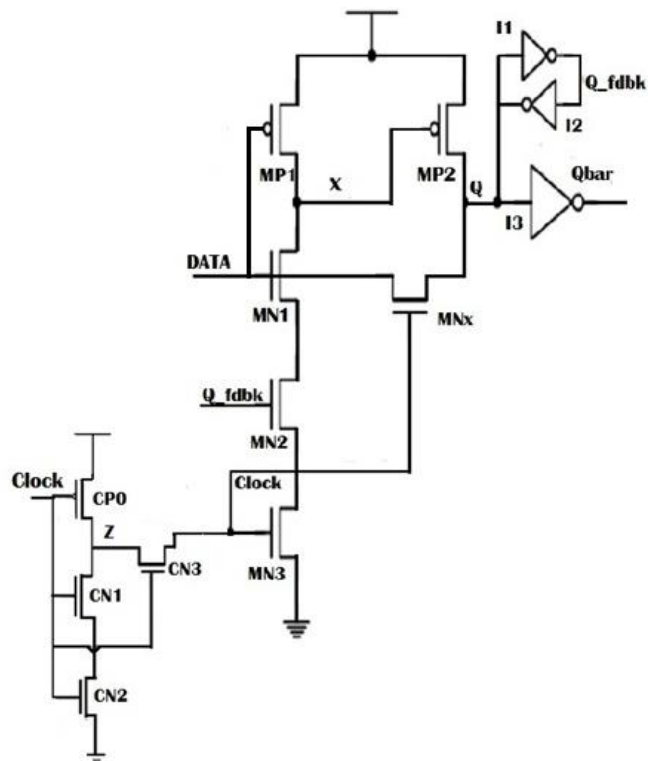 I1
Q_fdbk
I2
MP1
X
MP2
Q
Qbar
I3
DATA
MN1
MNx
Q_fdbk
MN2
Clock
Clock
CP0
Z
CN3
MN3
CN1
CN2